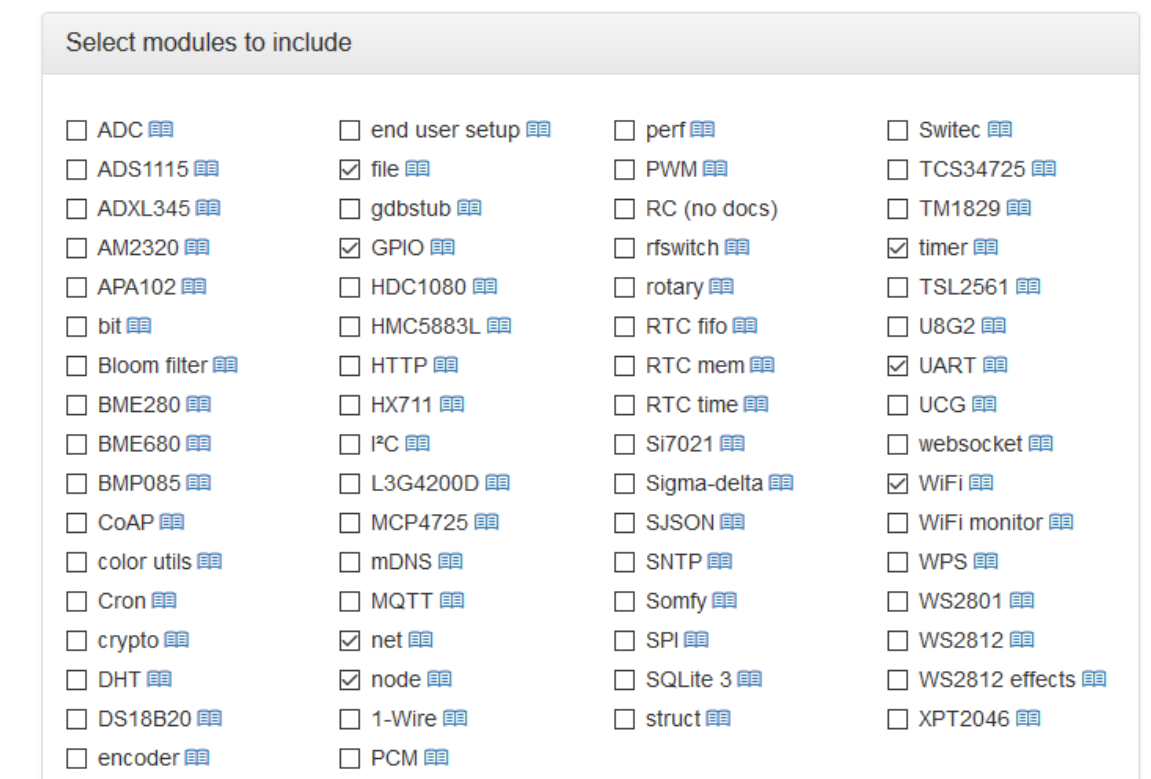 Select modules to include
ADC
ADS1115
ADXL345
AM2320
APA102
bit
Bloom filter
BME280
BME680
BMP085
CoAP
color utils
Cron
crypto
DHT
DS18B20
encoder
end user setup
file
gdbstub
GPIO
HDC1080
HMC5883L
HTTP
HX711
I²C
L3G4200D
MCP4725
mDNS
MQTT
net
node
1-Wire
PCM
perf
PWM
RC (no docs)
rfswitch
rotary
RTC fifo
RTC mem
RTC time
Si7021
Sigma-delta
SJSON
SNTP
Somfy
SPI
SQLite 3
struct
Switec
TCS34725
TM1829
timer
TSL2561
U8G2
UART
UCG
websocket
WiFi
WiFi monitor
WPS
WS2801
WS2812
WS2812 effects
XPT2046